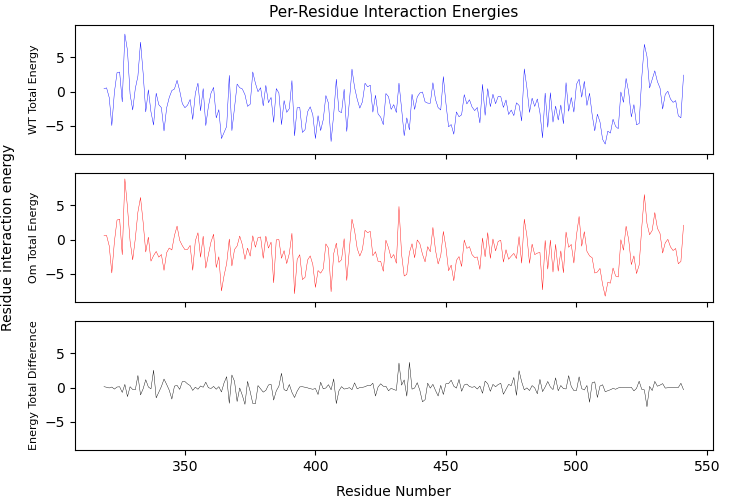 Per-Residue Interaction Energies
Residue interaction energy
WT Total Energy
5
0
−5
Om Total Energy
5
0
−5
Energy Total Difference
5
0
−5
350 400 450 500 550
Residue Number